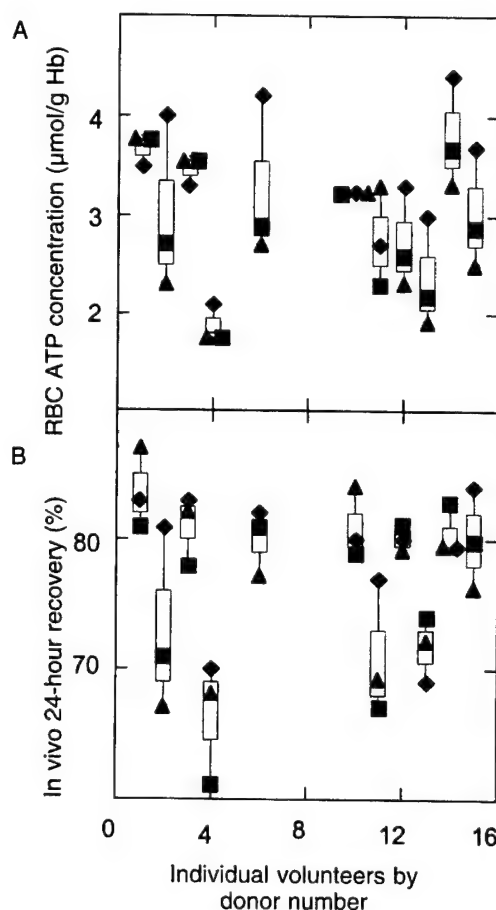 A
RBC ATP concentration (µmol/g Hb)
4
3
2
B
In vivo 24-hour recovery (%)
80
70
0 4 8 12 16
Individual volunteers by
donor number